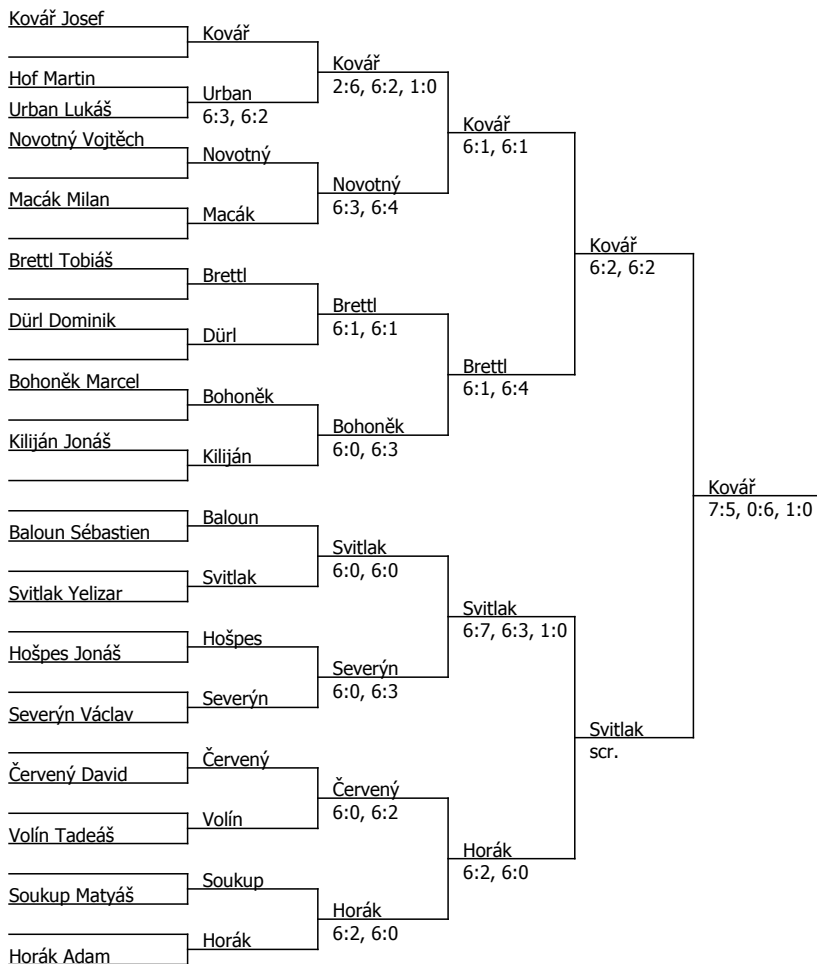 Kovář Josef
Hof Martin
Urban Lukáš
Novotný Vojtěch
Macák Milan
Brettl Tobiáš
Dürl Dominik
Bohoněk Marcel
Kiliján Jonáš
Baloun Sébastien
Svitlak Yelizar
Hošpes Jonáš
Severýn Václav
Červený David
Volín Tadeáš
Soukup Matyáš
Horák Adam
Kovář
Urban
6:3, 6:2
Novotný
Macák
Brettl
Dürl
Bohoněk
Kiliján
Baloun
Svitlak
Hošpes
Severýn
Červený
Volín
Soukup
Horák
Kovář
2:6, 6:2, 1:0
Novotný
6:3, 6:4
Brettl
6:1, 6:1
Bohoněk
6:0, 6:3
Svitlak
6:0, 6:0
Severýn
6:0, 6:3
Červený
6:0, 6:2
Horák
6:2, 6:0
Kovář
6:1, 6:1
Brettl
6:1, 6:4
Svitlak
6:7, 6:3, 1:0
Horák
6:2, 6:0
Kovář
6:2, 6:2
Svitlak
scr.
Kovář
7:5, 0:6, 1:0